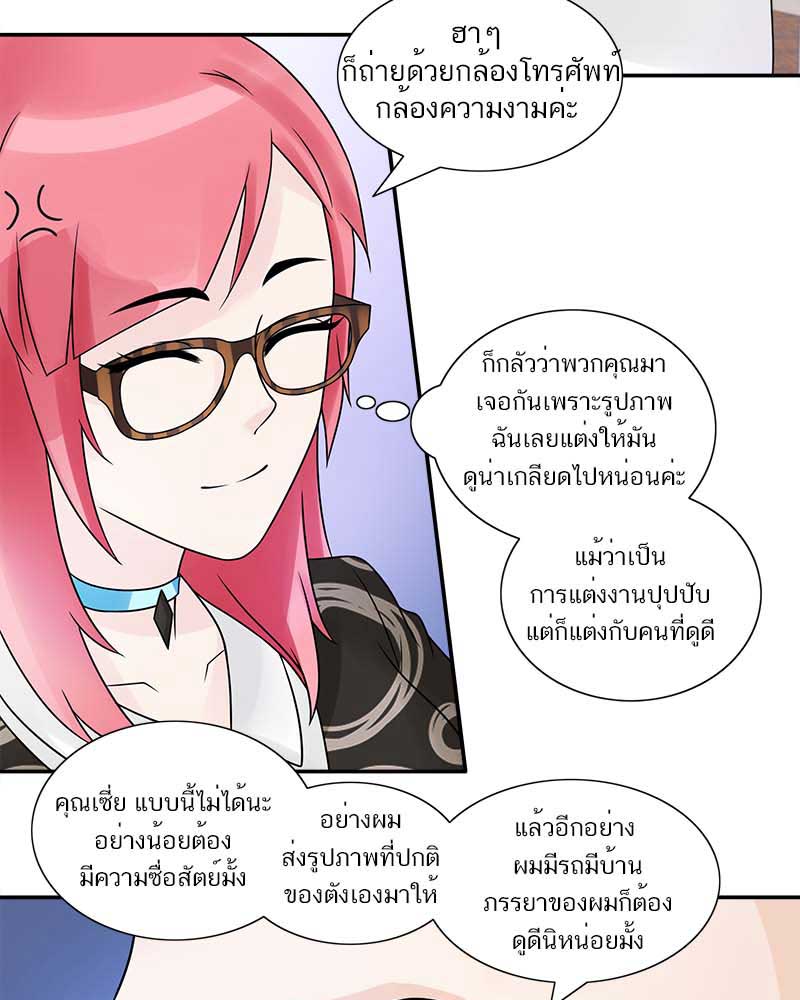 ฮาๆ
ก็ถ่ายด้วยกล้องโทรศัพท์
กล้องความงามค่ะ
ก็กลัวว่าพวกคุณมา
เจอกันเพราะรูปภาพ
ฉันเลยแต่งให้มัน
ดูน่าเกลียดไปหน่อนค่ะ
แม้ว่าเป็น
การแต่งงานปุปปับ
แต่ก็แต่งกับคนที่ดูดี
คุณเซี่ย แบบนี้ไม่ได้นะ
อย่างน้อยต้อง
มีความซื่อสัตย์มั้ง
อย่างผม
ส่งรูปภาพที่ปกติ
ของตังเองมาให้
แล้วอีกอย่าง
ผมมีรถมีบ้าน
ภรรยาของผมก็ต้อง
ดูดีนิหน่อยมั้ง